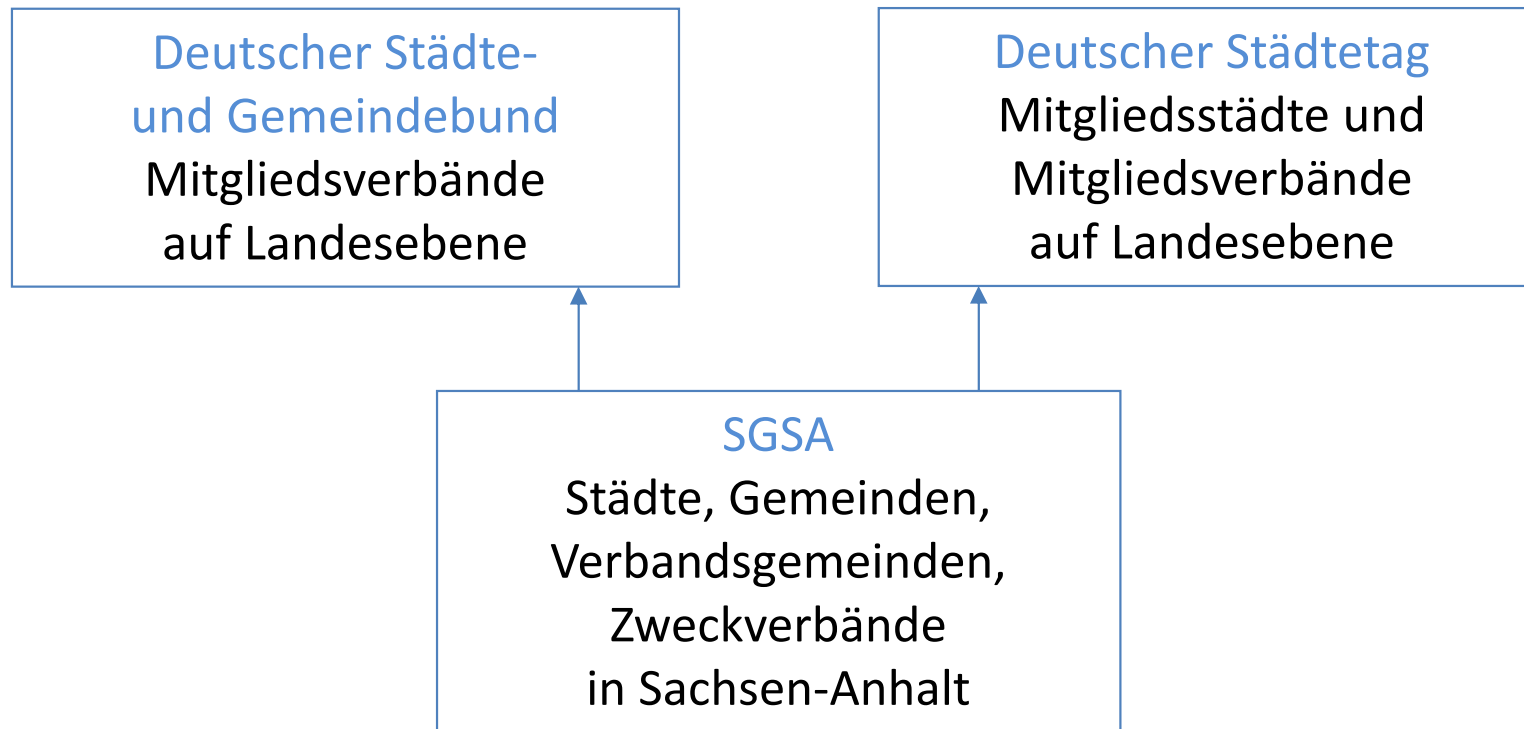 Deutscher Städte-
und Gemeindebund
Mitgliedsverbände
auf Landesebene
Deutscher Städtetag
Mitgliedsstädte und
Mitgliedsverbände
auf Landesebene
SGSA
Städte, Gemeinden,
Verbandsgemeinden,
Zweckverbände
in Sachsen-Anhalt